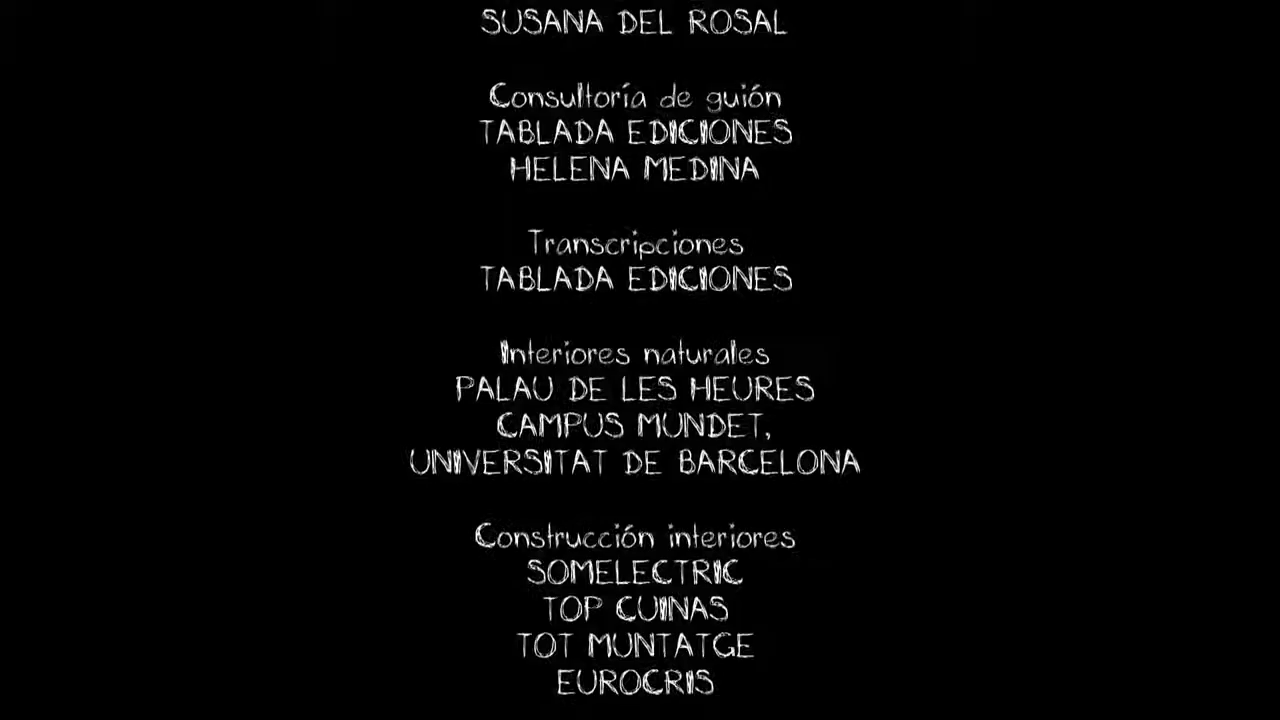 SUSANA DEL ROSAL
Consultoría de guión
TABLADA EDICIONES
HELENA MEDINA
Transcripciones
TABLADA EDICIONES
Interiores naturales
PALAU DE LES HEURES
CAMPUS MUNDET,
UNIVERSITAT DE BARCELONA
Construcción interiores
SOMELECTRIC
TOP CUINAS
TOT MUNTATGE
EUROCRIS